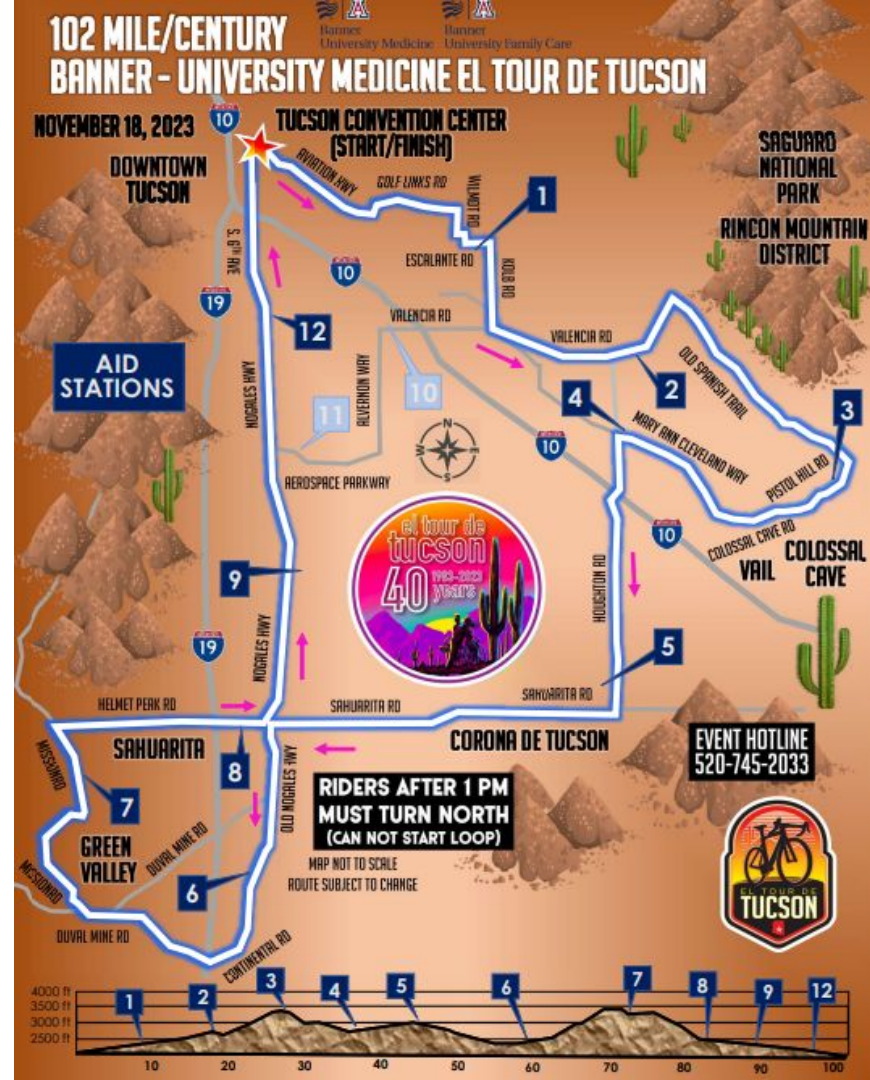 Banner
University Medicine
Banner
University Family Care
102 MILE/CENTURY
BANNER - UNIVERSITY MEDICINE EL TOUR DE TUCSON
NOVEMBER 18, 2023
10
TUCSON CONVENTION CENTER
(START/FINISH)
DOWNTOWN
TUCSON
SAGUARO
NATIONAL
PARK
RINCON MOUNTAIN
DISTRICT
AVIATION HWY
GOLF LINKS RD
WILMOT RD
1
ESCALANTE RD
KOLB RD
S. 6TH AVE
10
19
12
VALENCIA RD
VALENCIA RD
AID
STATIONS
NOGALES HWY
ALVERNON WAY
10
11
2
OLD SPANISH TRAIL
4
3
MARY ANN CLEVELAND WAY
PISTOL HILL RD
N
W
E
S
10
AEROSPACE PARKWAY
el tour de
tucson
40
1983-2023
years
10
COLOSSAL CAVE RD
VAIL
COLOSSAL
CAVE
9
HOUGHTON RD
19
NOGALES HWY
5
HELMET PEAK RD
SAHUARITA RD
SAHUARITA RD
SAHUARITA
8
CORONA DE TUCSON
EVENT HOTLINE
520-745-2033
MISSIONRD
7
OLD NOGALES HWY
RIDERS AFTER 1 PM
MUST TURN NORTH
(CAN NOT START LOOP)
GREEN
VALLEY
DUVAL MINE RD
MAP NOT TO SCALE
ROUTE SUBJECT TO CHANGE
MISSIONRD
6
DUVAL MINE RD
CONTINENTAL RD
EL TOUR DE
TUCSON
4000 ft
3500 ft
3000 ft
2500 ft
1 2 3 4 5 6 7 8 9 12
10 20 30 40 50 60 70 80 90 100